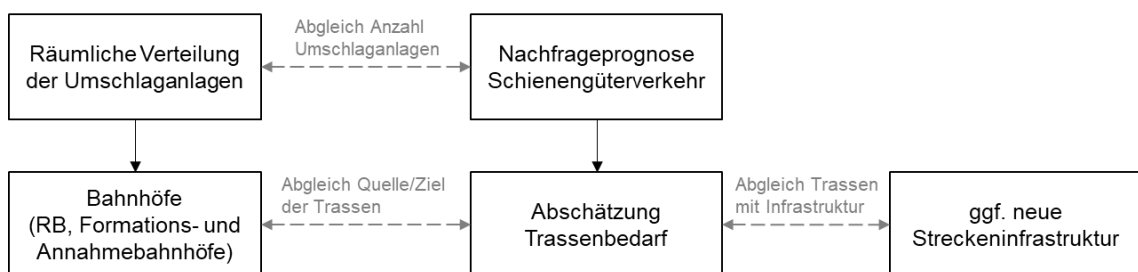 Räumliche Verteilung
der Umschlaganlagen
Abgleich Anzahl
Umschlaganlagen
Nachfrageprognose
Schienengüterverkehr
Bahnhöfe
(RB, Formations- und
Annahmebahnhöfe)
Abgleich Quelle/Ziel
der Trassen
Abschätzung
Trassenbedarf
Abgleich Trassen
mit Infrastruktur
ggf. neue
Streckeninfrastruktur